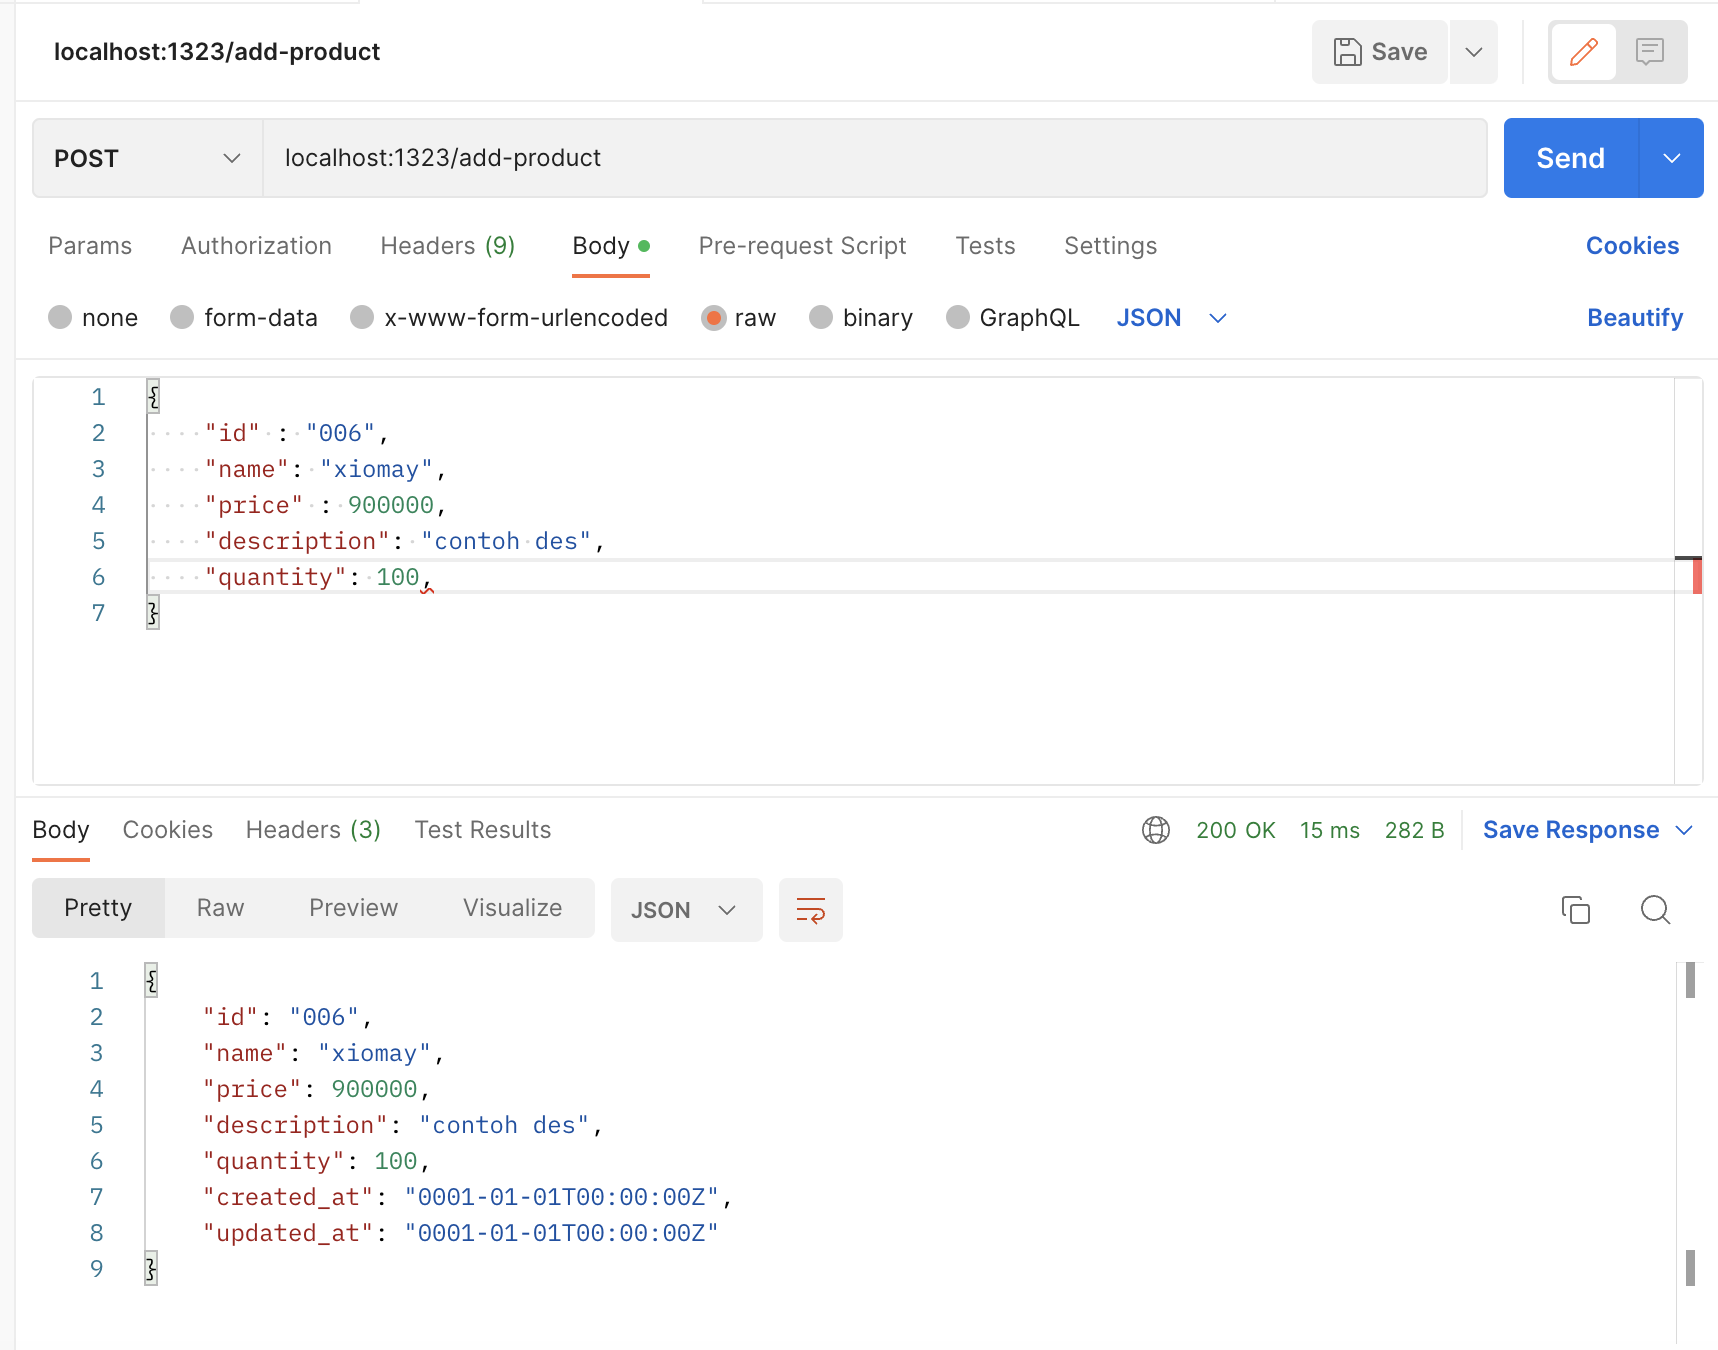 localhost:1323/add-product
Save
POST
localhost:1323/add-product
Send
Params Authorization Headers (9) Body Pre-request Script Tests Settings Cookies
none form-data x-www-form-urlencoded raw binary GraphQL JSON Beautify
1 {
2 "id" : "006",
3 "name": "xiomay",
4 "price" : 900000,
5 "description": "contoh des",
6 "quantity": 100,
7 }
Body Cookies Headers (3) Test Results 200 OK 15 ms 282 B Save Response
Pretty Raw Preview Visualize JSON
1 {
2 "id": "006",
3 "name": "xiomay",
4 "price": 900000,
5 "description": "contoh des",
6 "quantity": 100,
7 "created_at": "0001-01-01T00:00:00Z",
8 "updated_at": "0001-01-01T00:00:00Z"
9 }